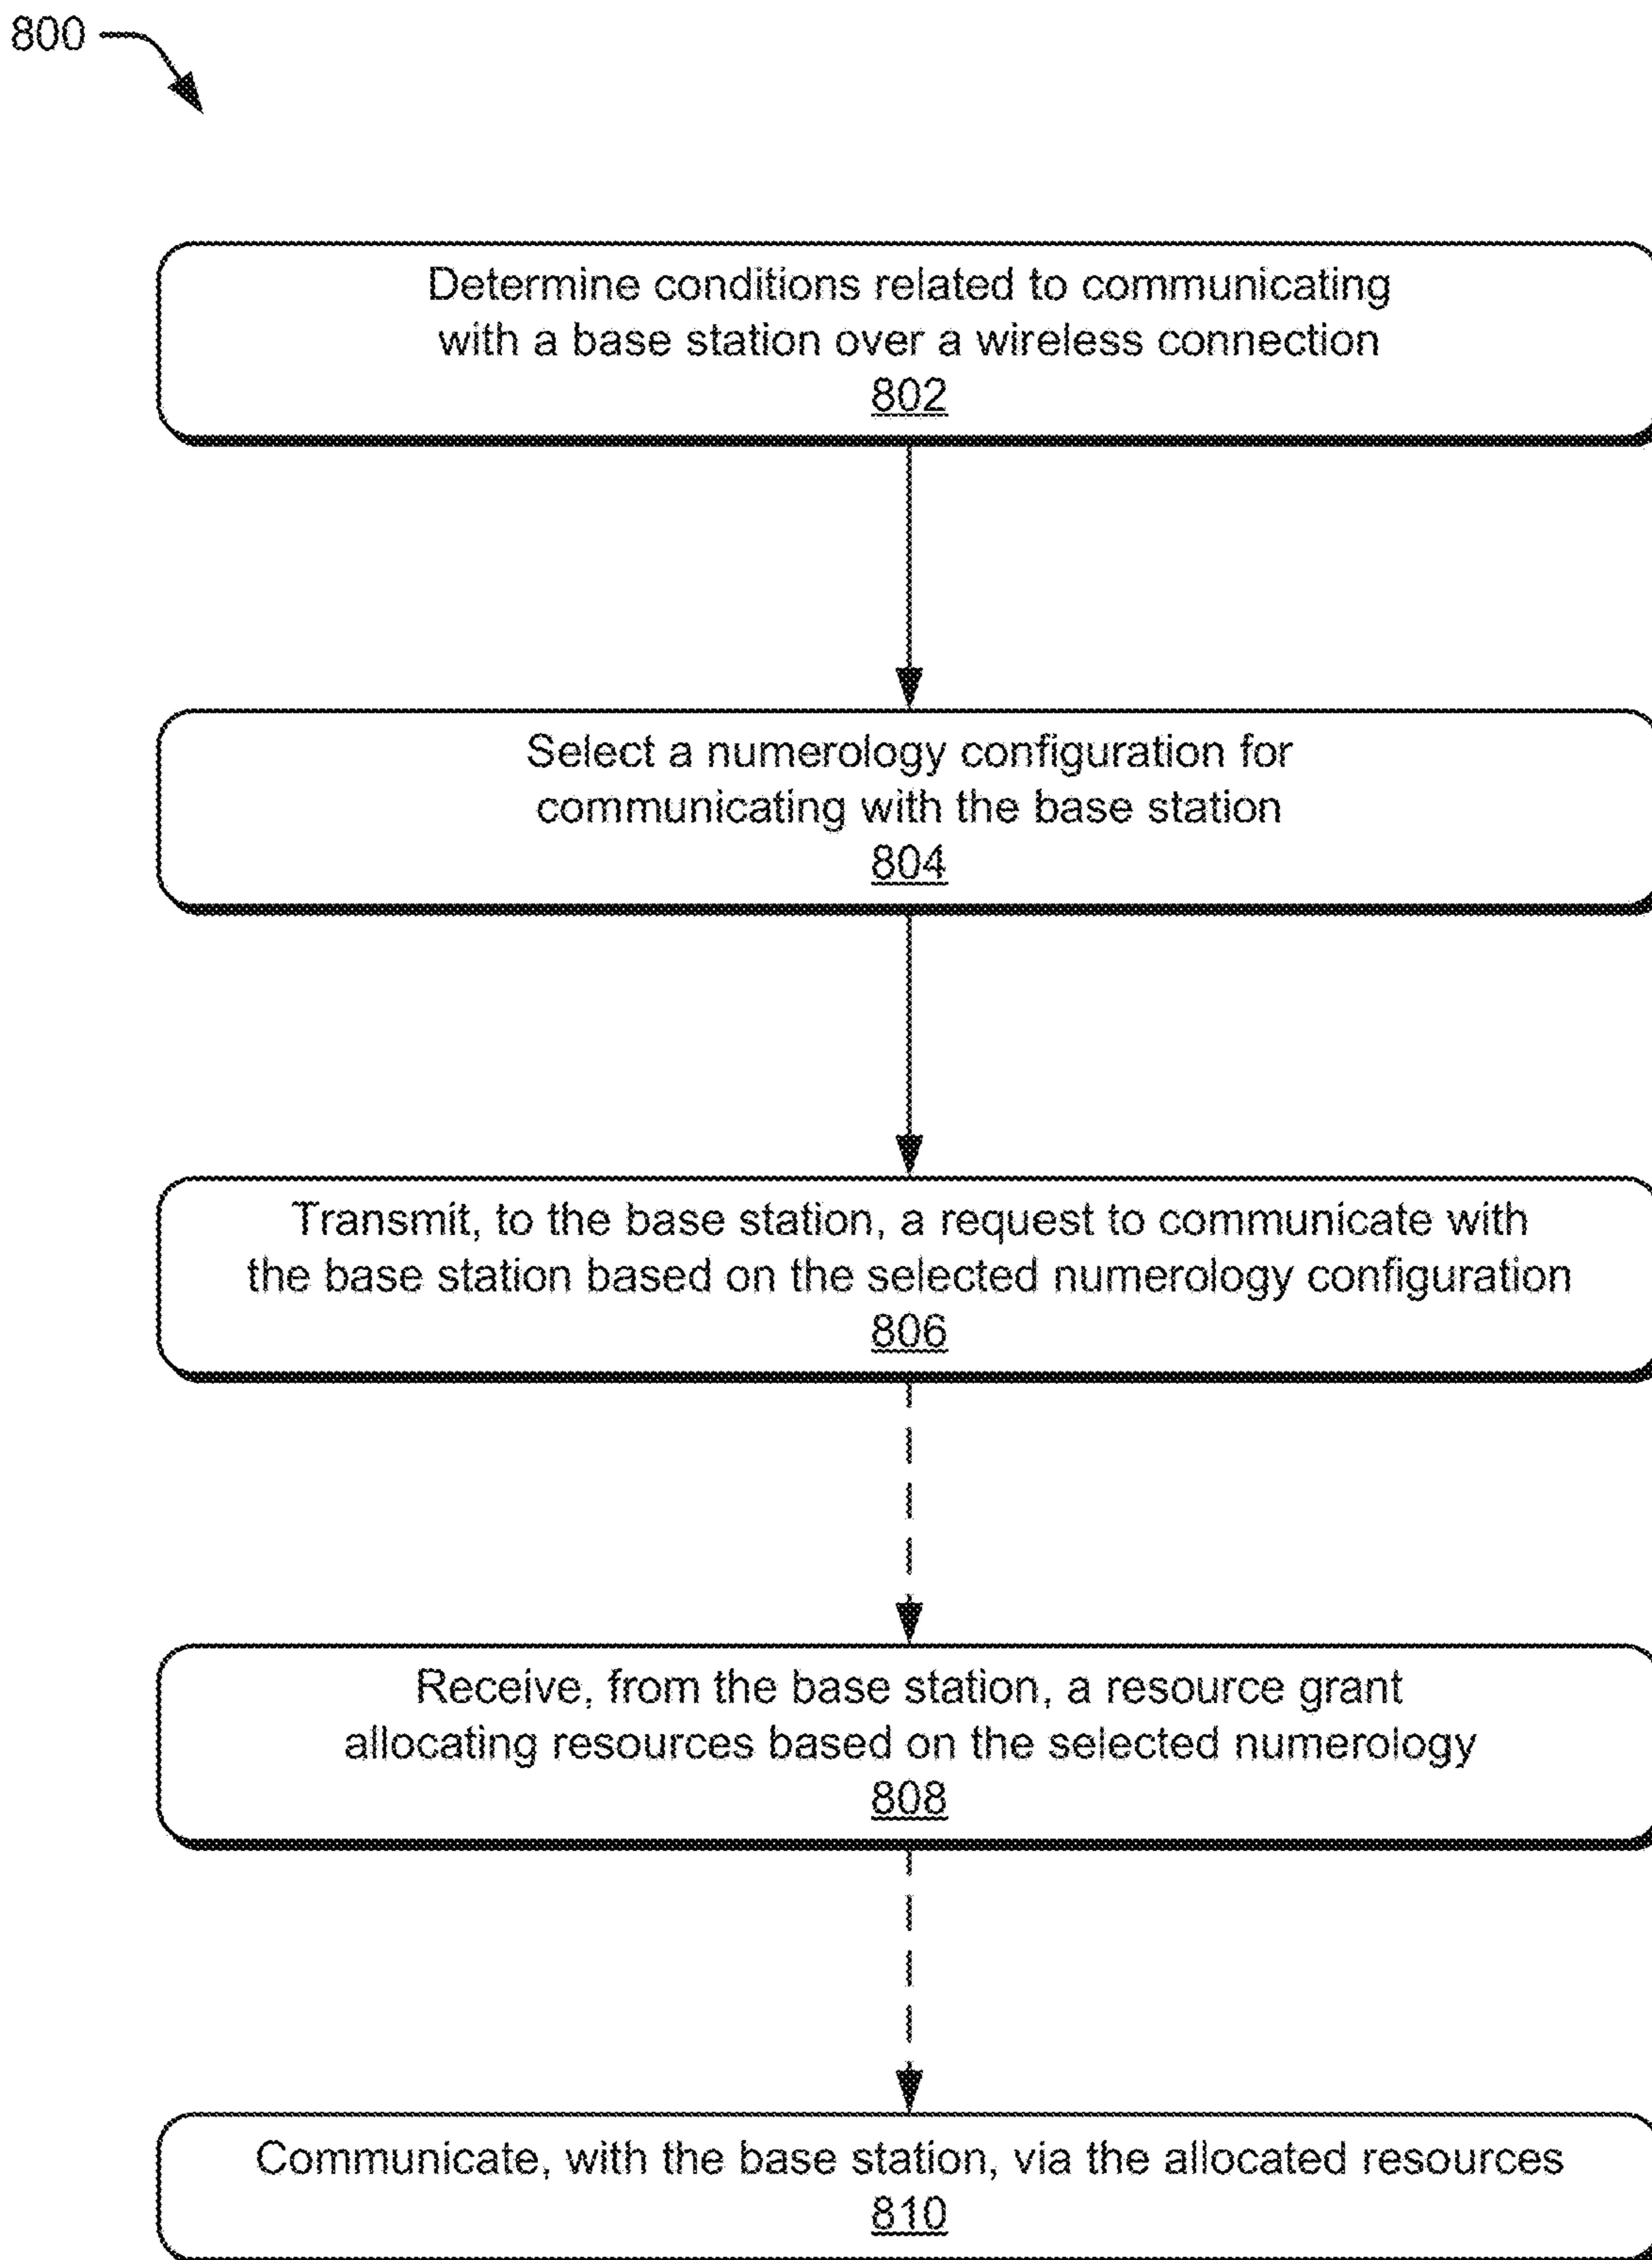 800
Determine conditions related to communicating
with a base station over a wireless connection
802
Select a numerology configuration for
communicating with the base station
804
Transmit, to the base station, a request to communicate with
the base station based on the selected numerology configuration
806
Receive, from the base station, a resource grant
allocating resources based on the selected numerology
808
Communicate, with the base station, via the allocated resources
810